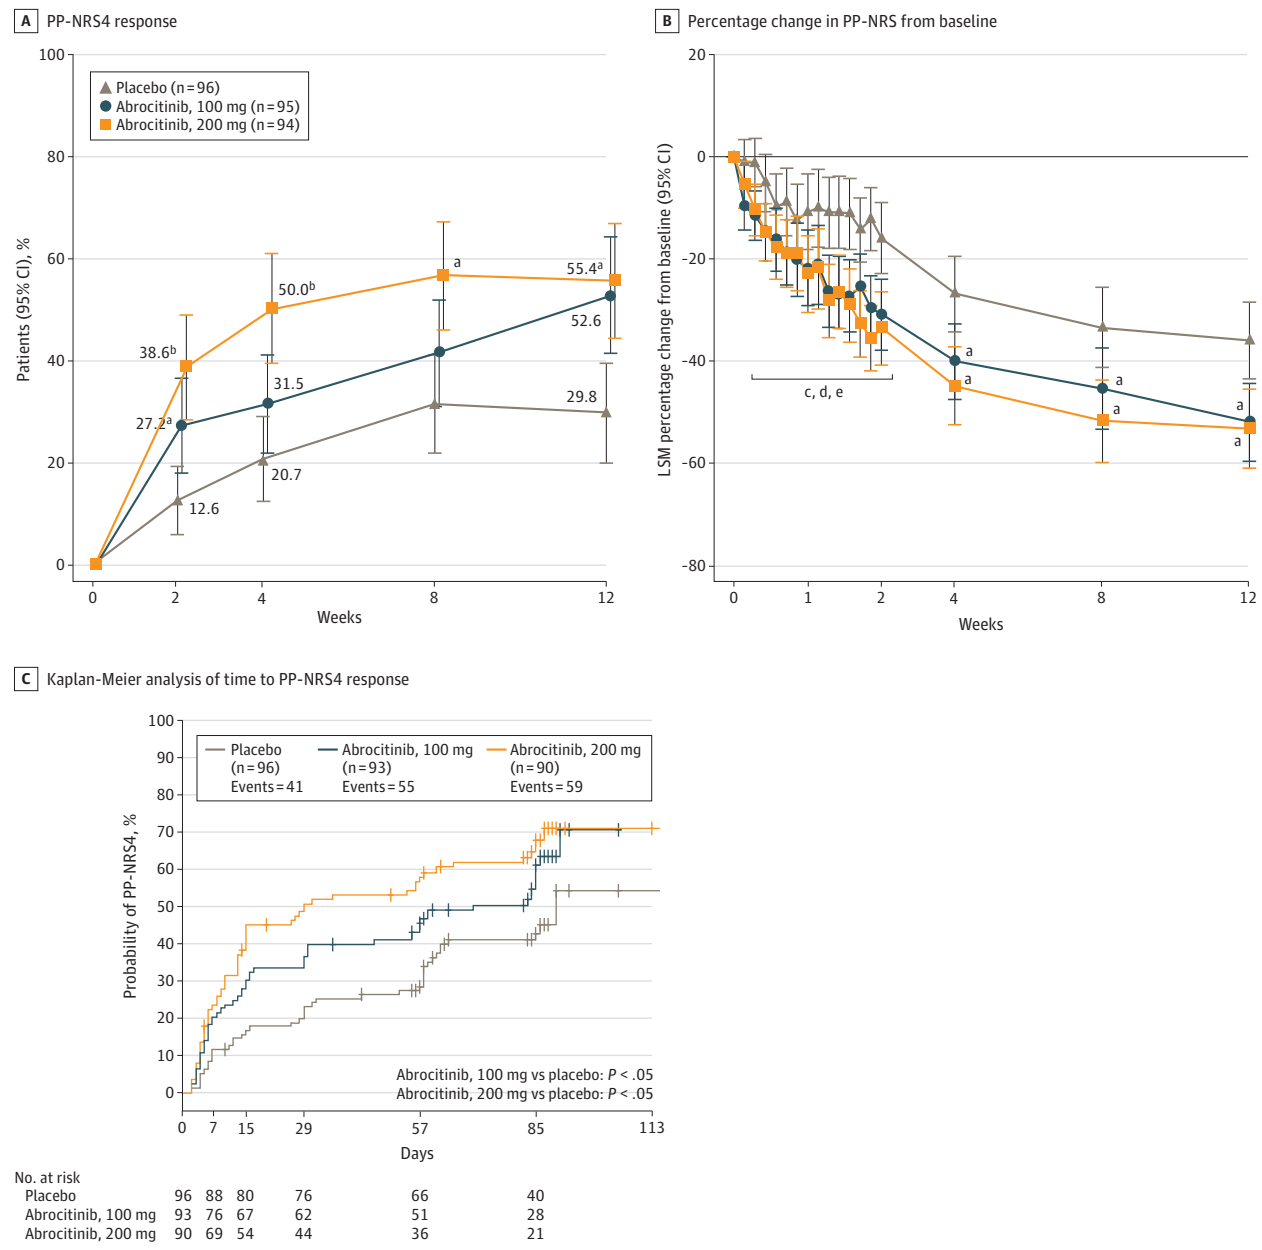 A PP-NRS4 response
100
80
60
40
20
0
Patients (95% CI), %
Placebo (n=96)
Abrocitinib, 100 mg (n=95)
Abrocitinib, 200 mg (n=94)
38.6b
50.0b
a
55.4a
27.2a
31.5
52.6
12.6
20.7
29.8
0 2 4 8 12
Weeks
B Percentage change in PP-NRS from baseline
20
0
-20
-40
-60
-80
LSM percentage change from baseline (95% CI)
c, d, e
a
a
a
a
a
a
0 1 2 4 8 12
Weeks
C Kaplan-Meier analysis of time to PP-NRS4 response
100
90
80
70
60
50
40
30
20
10
0
Probability of PP-NRS4, %
Placebo
(n=96)
Events=41
Abrocitinib, 100 mg
(n=93)
Events=55
Abrocitinib, 200 mg
(n=90)
Events=59
Abrocitinib, 100 mg vs placebo: P < .05
Abrocitinib, 200 mg vs placebo: P < .05
0 7 15 29 57 85 113
Days
No. at risk
Placebo 96 88 80 76 66 40
Abrocitinib, 100 mg 93 76 67 62 51 28
Abrocitinib, 200 mg 90 69 54 44 36 21